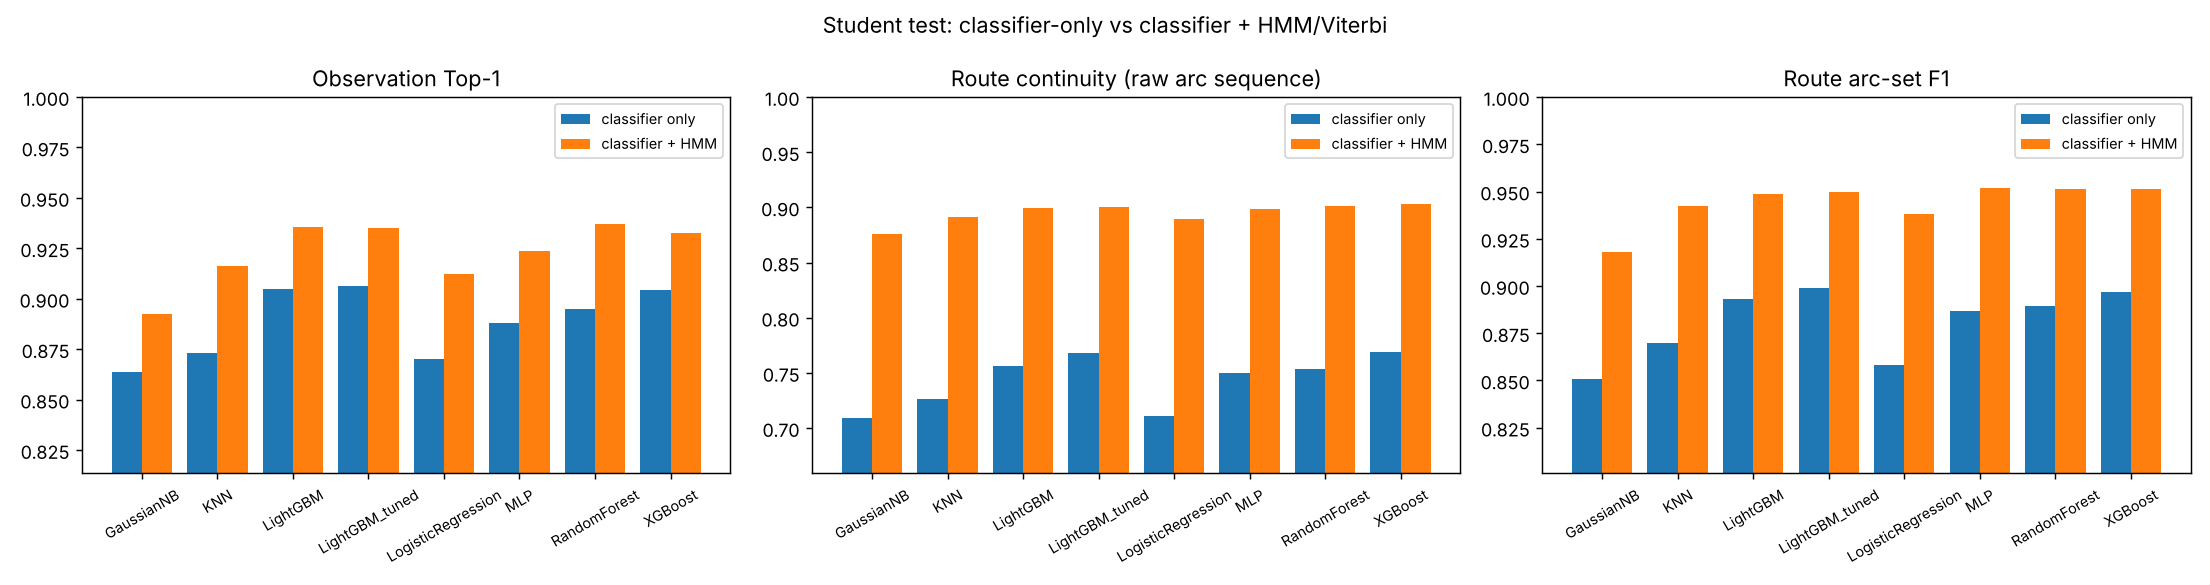 Student test: classifier-only vs classifier + HMM/Viterbi
Observation Top-1
1.000
0.975
0.950
0.925
0.900
0.875
0.850
0.825
classifier only
classifier + HMM
GaussianNB
KNN
LightGBM
LightGBM_tuned
LogisticRegression
MLP
RandomForest
XGBoost
Route continuity (raw arc sequence)
1.00
0.95
0.90
0.85
0.80
0.75
0.70
classifier only
classifier + HMM
GaussianNB
KNN
LightGBM
LightGBM_tuned
LogisticRegression
MLP
RandomForest
XGBoost
Route arc-set F1
1.000
0.975
0.950
0.925
0.900
0.875
0.850
0.825
classifier only
classifier + HMM
GaussianNB
KNN
LightGBM
LightGBM_tuned
LogisticRegression
MLP
RandomForest
XGBoost